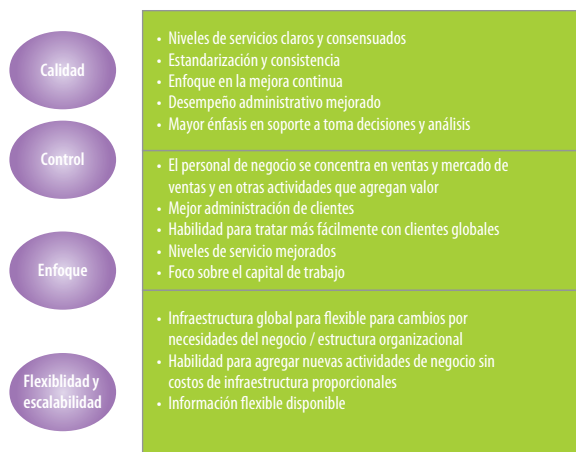 Calidad
• Niveles de servicios claros y consensuados
• Estandarización y consistencia
• Enfoque en la mejora continua
• Desempeño administrativo mejorado
• Mayor énfasis en soporte a toma decisiones y análisis
Control
• El personal de negocio se concentra en ventas y mercado de
ventas y en otras actividades que agregan valor
• Mejor administración de clientes
• Habilidad para tratar más fácilmente con clientes globales
• Niveles de servicio mejorados
• Foco sobre el capital de trabajo
Enfoque
• Infraestructura global para flexible para cambios por
necesidades del negocio / estructura organizacional
• Habilidad para agregar nuevas actividades de negocio sin
costos de infraestructura proporcionales
• Información flexible disponible
Flexiblidad y
escalabilidad